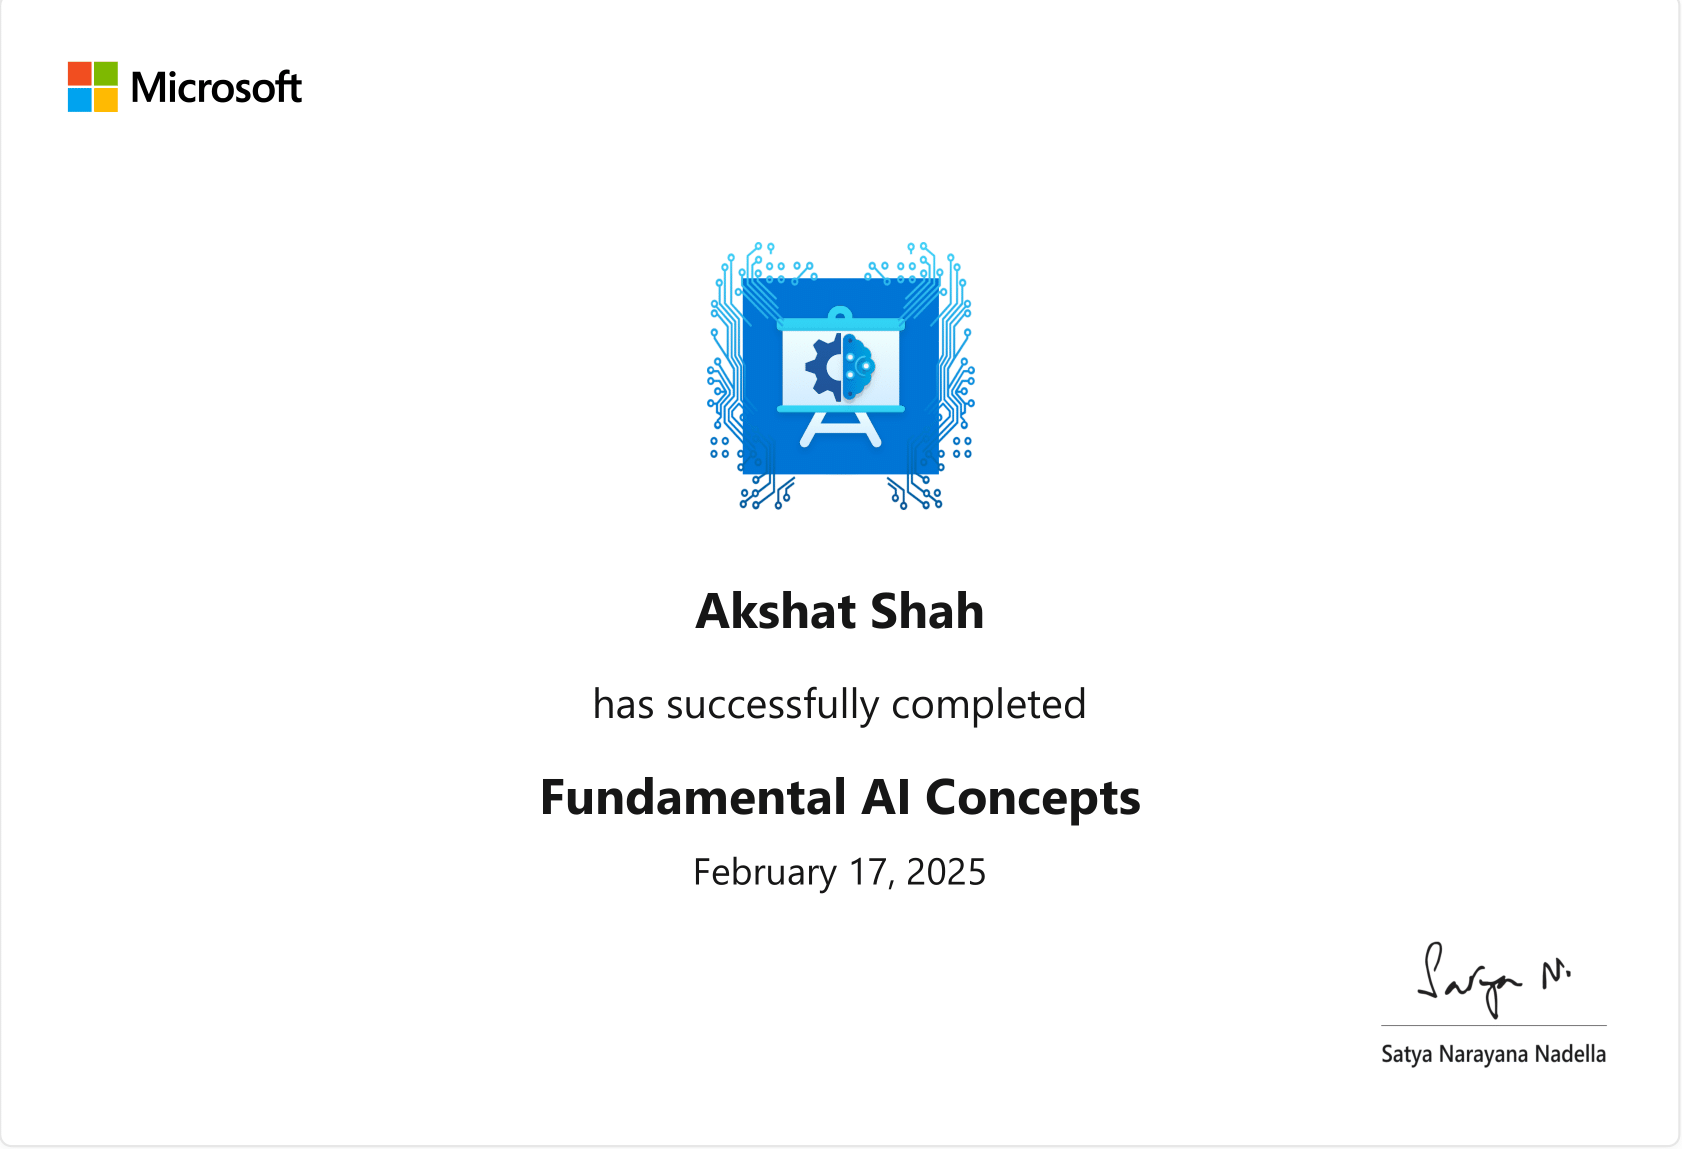 Microsoft
Akshat Shah
has successfully completed
Fundamental AI Concepts
February 17, 2025
Satya N.
Satya Narayana Nadella